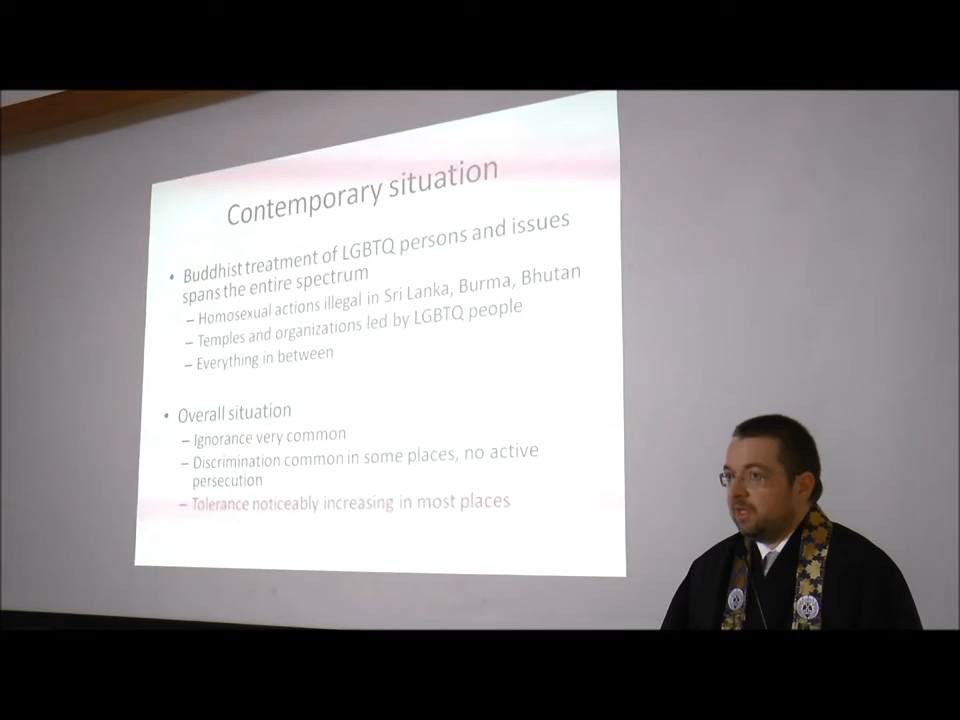 Contemporary situation
• Buddhist treatment of LGBTQ persons and issues
spans the entire spectrum
– Homosexual actions illegal in Sri Lanka, Burma, Bhutan
– Temples and organizations led by LGBTQ people
– Everything in between
• Overall situation
– Ignorance very common
– Discrimination common in some places, no active
persecution
– Tolerance noticeably increasing in most places